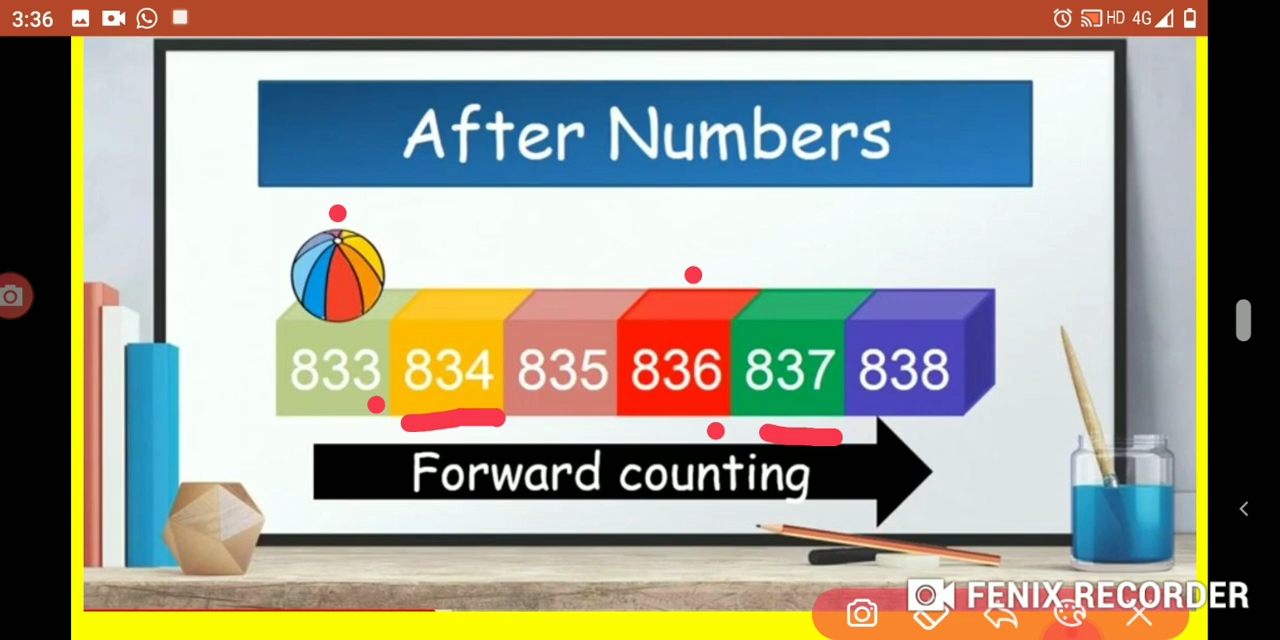 3:36 HD 4G
After Numbers
833 834 835 836 837 838
Forward counting
FENIX RECORDER